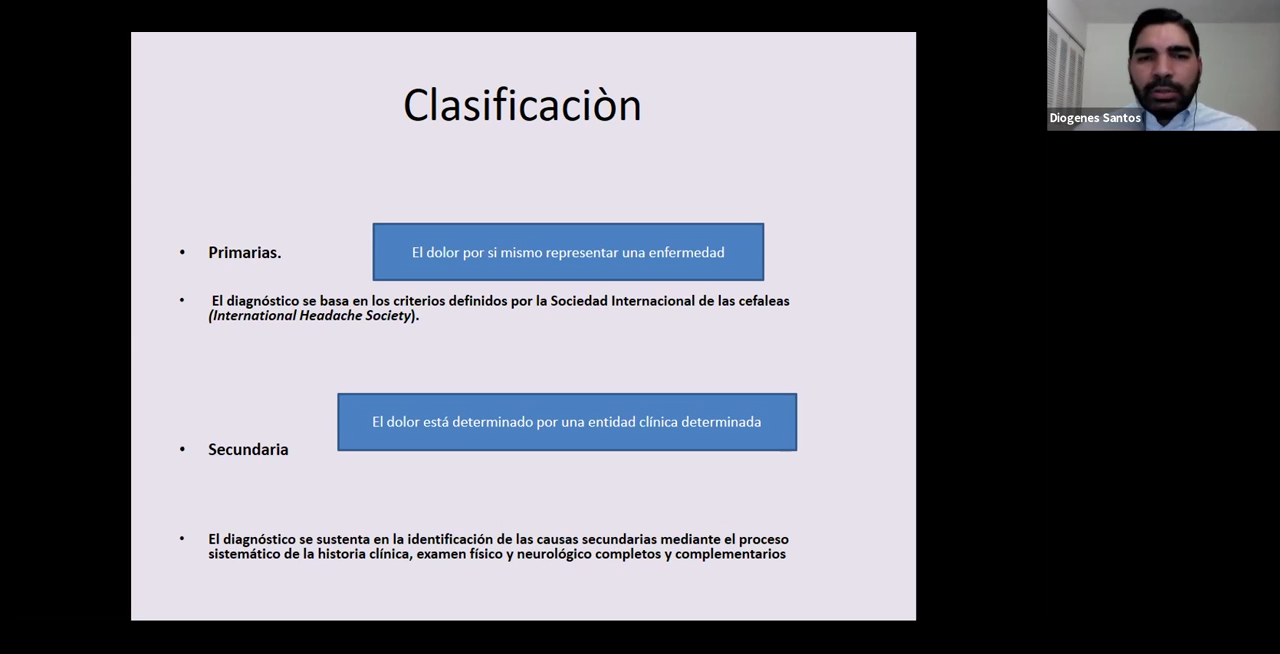 Clasificaciòn
• Primarias.
El dolor por si mismo representar una enfermedad
• El diagnóstico se basa en los criterios definidos por la Sociedad Internacional de las cefaleas
(International Headache Society).
El dolor está determinado por una entidad clínica determinada
• Secundaria
• El diagnóstico se sustenta en la identificación de las causas secundarias mediante el proceso
sistemático de la historia clínica, examen físico y neurológico completos y complementarios
Diogenes Santos